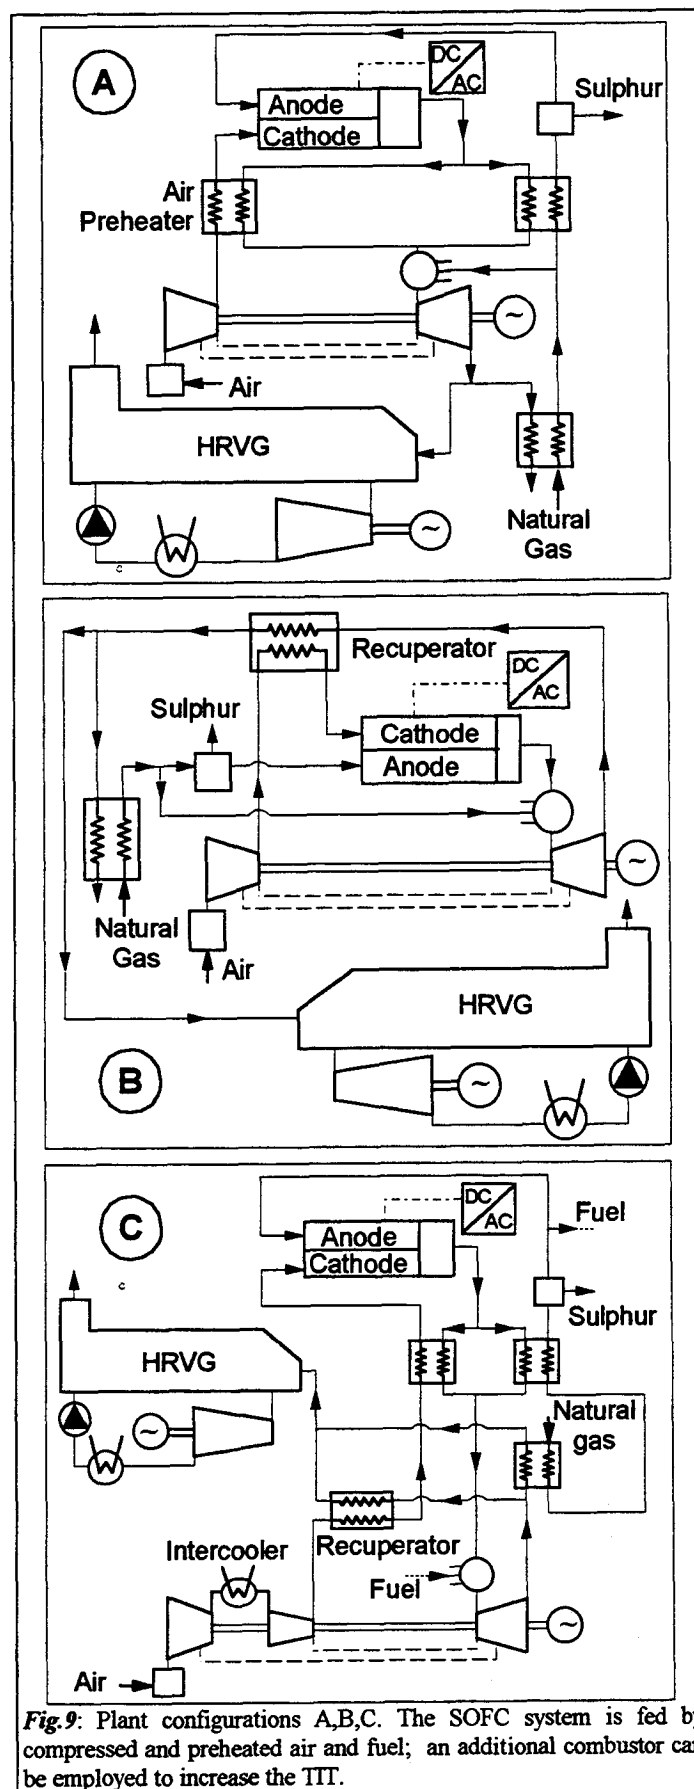 A
DC
AC
Sulphur
Anode
Cathode
Air
Preheater
~
Air
HRVG
Natural
Gas
~
Recuperator
DC
AC
Sulphur
Cathode
Anode
~
Natural
Gas
Air
HRVG
B
~
C
DC
AC
Fuel
Anode
Cathode
Sulphur
HRVG
Natural
gas
~
Recuperator
Intercooler
Fuel
~
Air
Fig.9: Plant configurations A,B,C. The SOFC system is fed by
compressed and preheated air and fuel; an additional combustor can
be employed to increase the TIT.